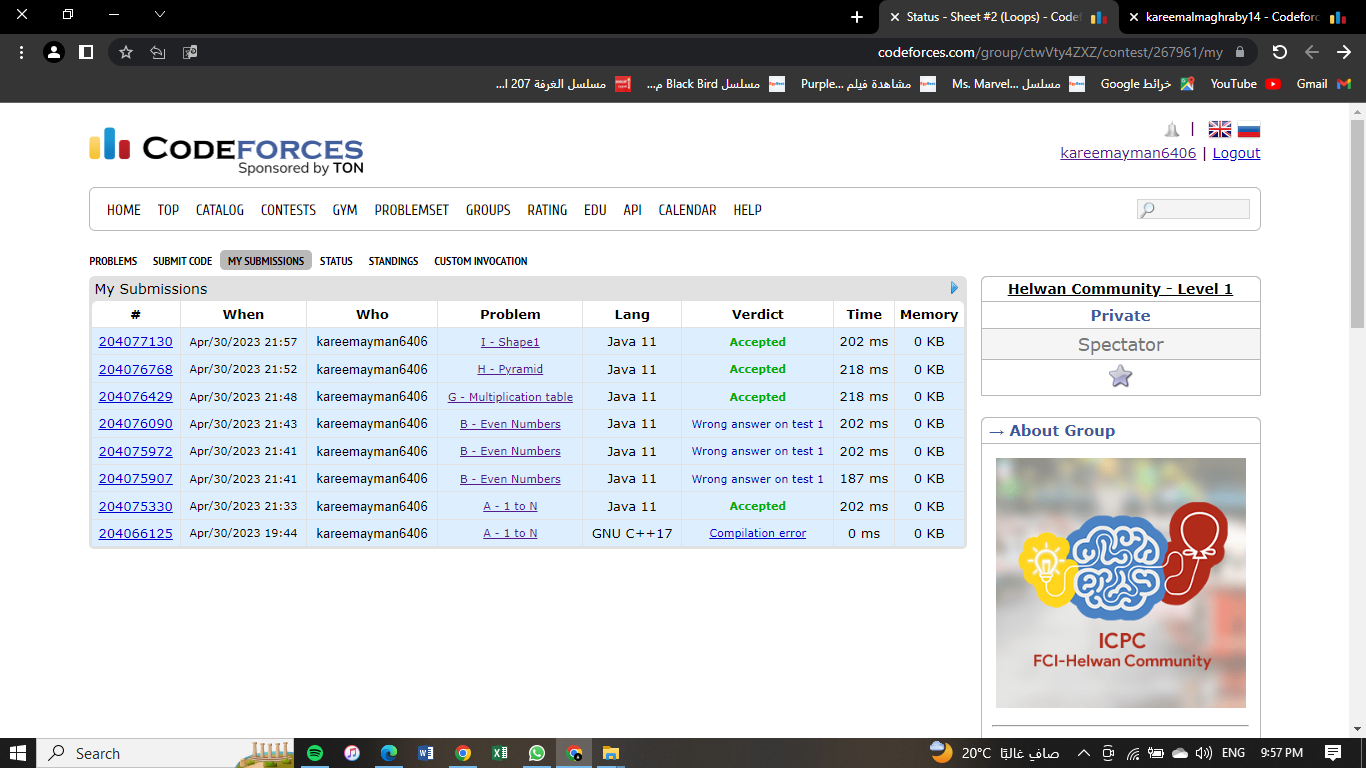 Status - Sheet #2 (Loops) - Codef
kareemalmaghraby14 - Codeforc
codeforces.com/group/ctwVty4ZXZ/contest/267961/my
Gmail
YouTube
خرائط Google
مسلسل Ms. Marvel...
مشاهدة فيلم Purple...
مسلسل Black Bird م...
مسلسل الغرفة 207 ا...
CODEFORCES
Sponsored by TON
kareemayman6406 | Logout
HOME TOP CATALOG CONTESTS GYM PROBLEMSET GROUPS RATING EDU API CALENDAR HELP
PROBLEMS SUBMIT CODE MY SUBMISSIONS STATUS STANDINGS CUSTOM INVOCATION
My Submissions
# When Who Problem Lang Verdict Time Memory
204077130 Apr/30/2023 21:57 kareemayman6406 I - Shape1 Java 11 Accepted 202 ms 0 KB
204076768 Apr/30/2023 21:52 kareemayman6406 H - Pyramid Java 11 Accepted 218 ms 0 KB
204076429 Apr/30/2023 21:48 kareemayman6406 G - Multiplication table Java 11 Accepted 218 ms 0 KB
204076090 Apr/30/2023 21:43 kareemayman6406 B - Even Numbers Java 11 Wrong answer on test 1 202 ms 0 KB
204075972 Apr/30/2023 21:41 kareemayman6406 B - Even Numbers Java 11 Wrong answer on test 1 202 ms 0 KB
204075907 Apr/30/2023 21:41 kareemayman6406 B - Even Numbers Java 11 Wrong answer on test 1 187 ms 0 KB
204075330 Apr/30/2023 21:33 kareemayman6406 A - 1 to N Java 11 Accepted 202 ms 0 KB
204066125 Apr/30/2023 19:44 kareemayman6406 A - 1 to N GNU C++17 Compilation error 0 ms 0 KB
Helwan Community - Level 1
Private
Spectator
→ About Group
ICPC
FCI-Helwan Community
Search
20°C صافٍ غالبًا
ENG
9:57 PM